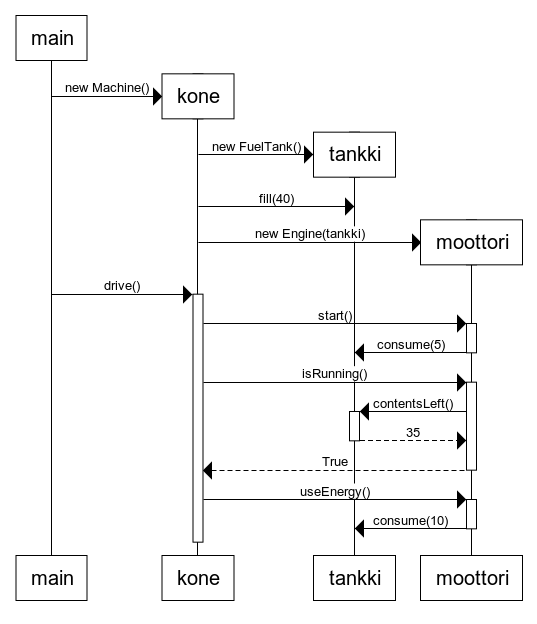 main
new Machine()
kone
new FuelTank()
tankki
fill(40)
new Engine(tankki)
moottori
drive()
start()
consume(5)
isRunning()
contentsLeft()
35
True
useEnergy()
consume(10)
main
kone
tankki
moottori